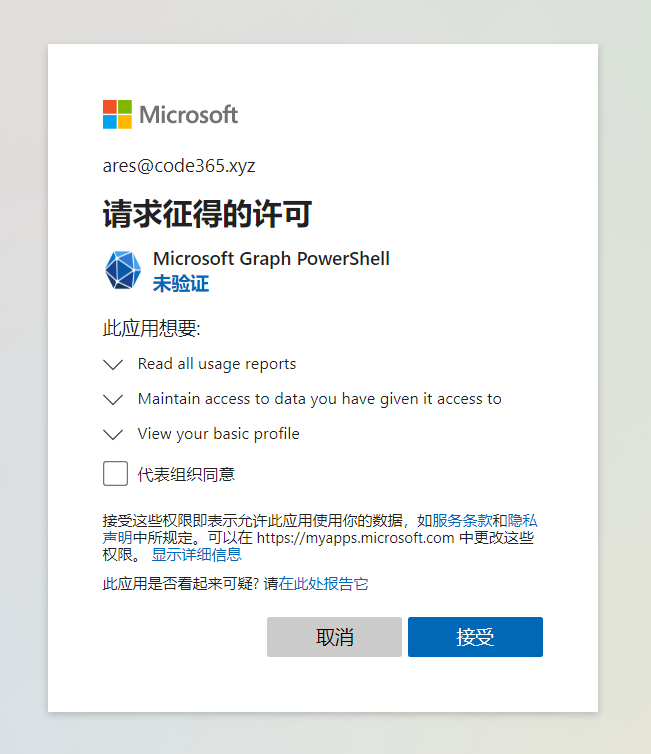 Microsoft
ares@code365.xyz
请求征得的许可
Microsoft Graph PowerShell
未验证
此应用想要:
Read all usage reports
Maintain access to data you have given it access to
View your basic profile
代表组织同意
接受这些权限即表示允许此应用使用你的数据，如服务条款和隐私
声明中所规定。可以在 https://myapps.microsoft.com 中更改这些
权限。 显示详细信息
此应用是否看起来可疑? 请在此处报告它
取消 接受